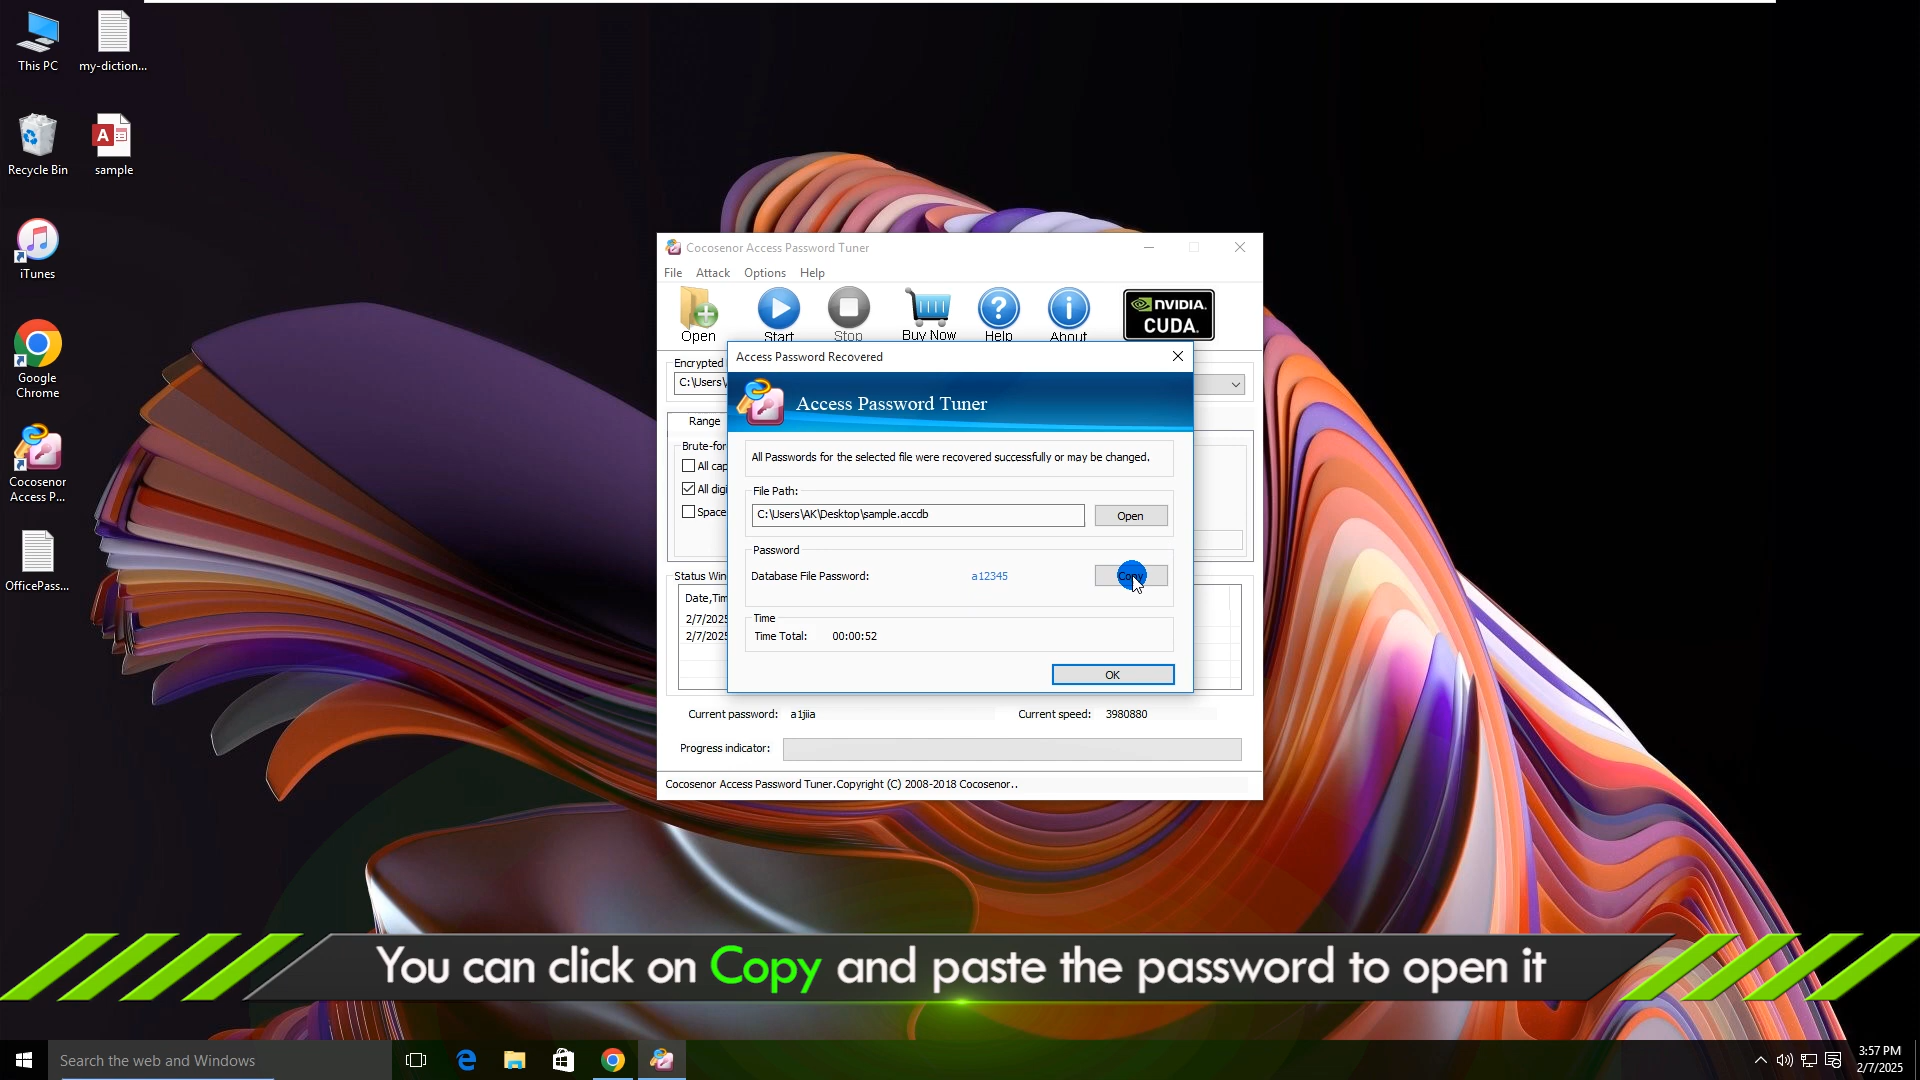 This PC
my-diction...
Recycle Bin
sample
iTunes
Google
Chrome
Cocosenor
Access P...
OfficePass...
Cocosenor Access Password Tuner
File Attack Options Help
Open Start Stop Buy Now Help About
NVIDIA.
CUDA.
Encrypted
C:\Users\
Range
Brute-for
All cap
All digi
Space
Status Win
Date,Tim
2/7/2025
2/7/2025
Access Password Recovered
Access Password Tuner
All Passwords for the selected file were recovered successfully or may be changed.
File Path:
C:\Users\AK\Desktop\sample.accdb
Open
Password
Database File Password: a12345
Copy
Time
Time Total: 00:00:52
OK
Current password: a1jiia
Current speed: 3980880
Progress indicator:
Cocosenor Access Password Tuner.Copyright (C) 2008-2018 Cocosenor..
You can click on Copy and paste the password to open it
Search the web and Windows
3:57 PM
2/7/2025